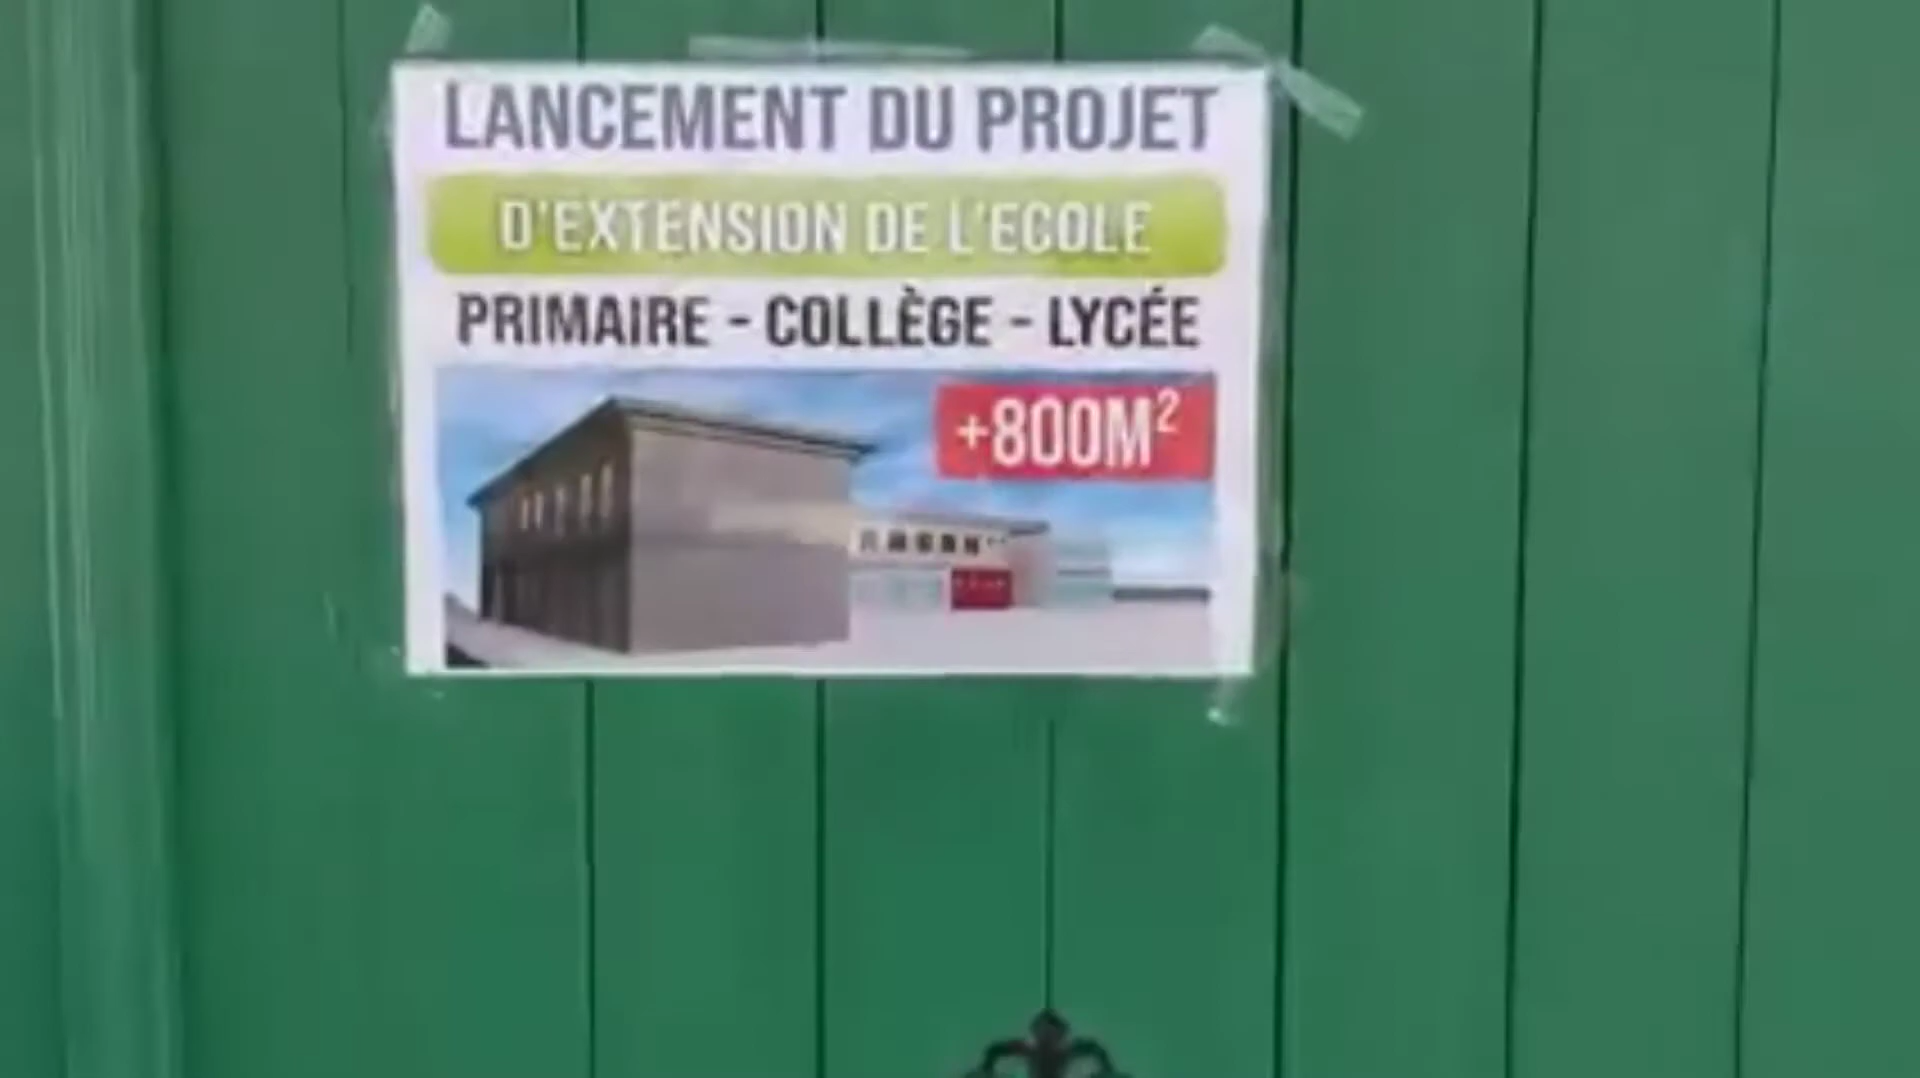 LANCEMENT DU PROJET
D'EXTENSION DE L'ECOLE
PRIMAIRE - COLLÈGE - LYCÉE
+800M²